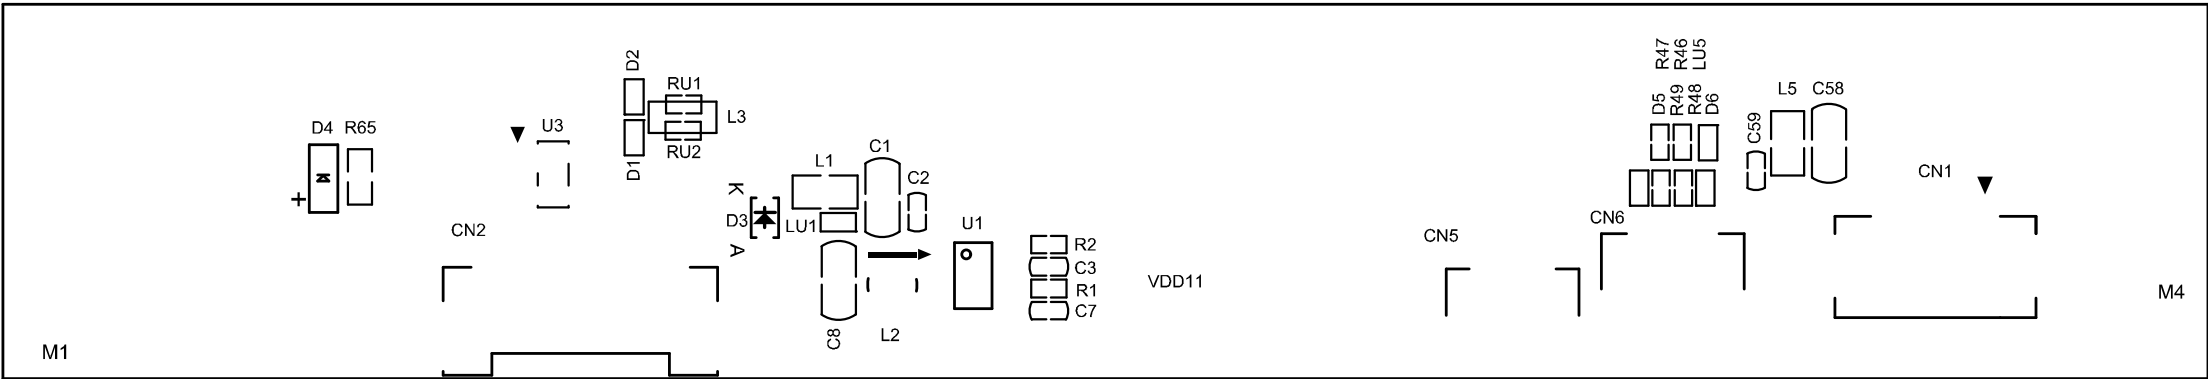 D4 R65
+
U3
D2
D1
RU1
RU2
L3
CN2
K
D3
A
L1
LU1
C1
C2
C8
L2
U1
R2
C3
R1
C7
VDD11
CN5
CN6
R47
R46
LU5
D5
R49
R48
D6
C59
L5 C58
CN1
M1
M4